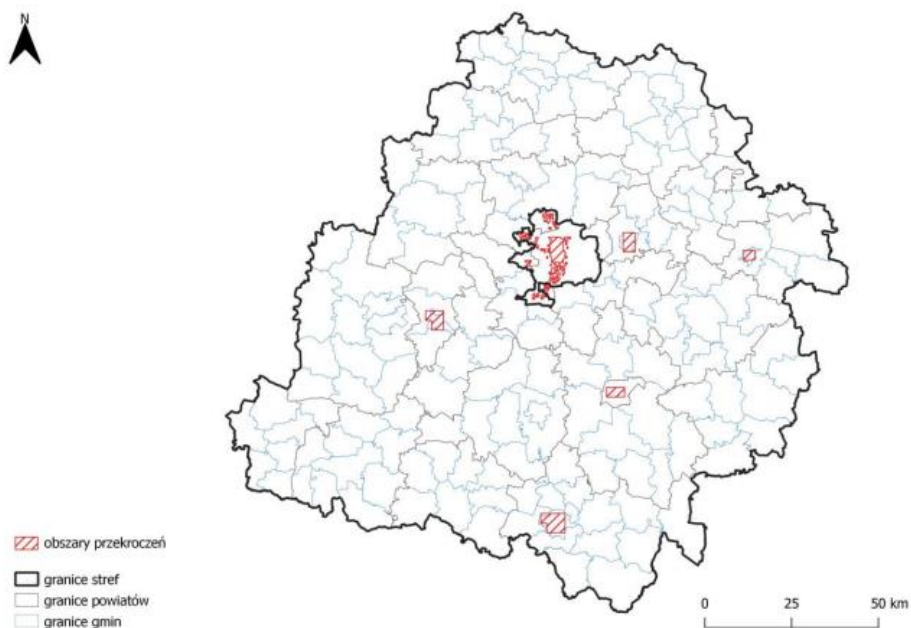 N
obszary przekroczeń
granice stref
granice powiatów
granice gmin
0 25 50 km